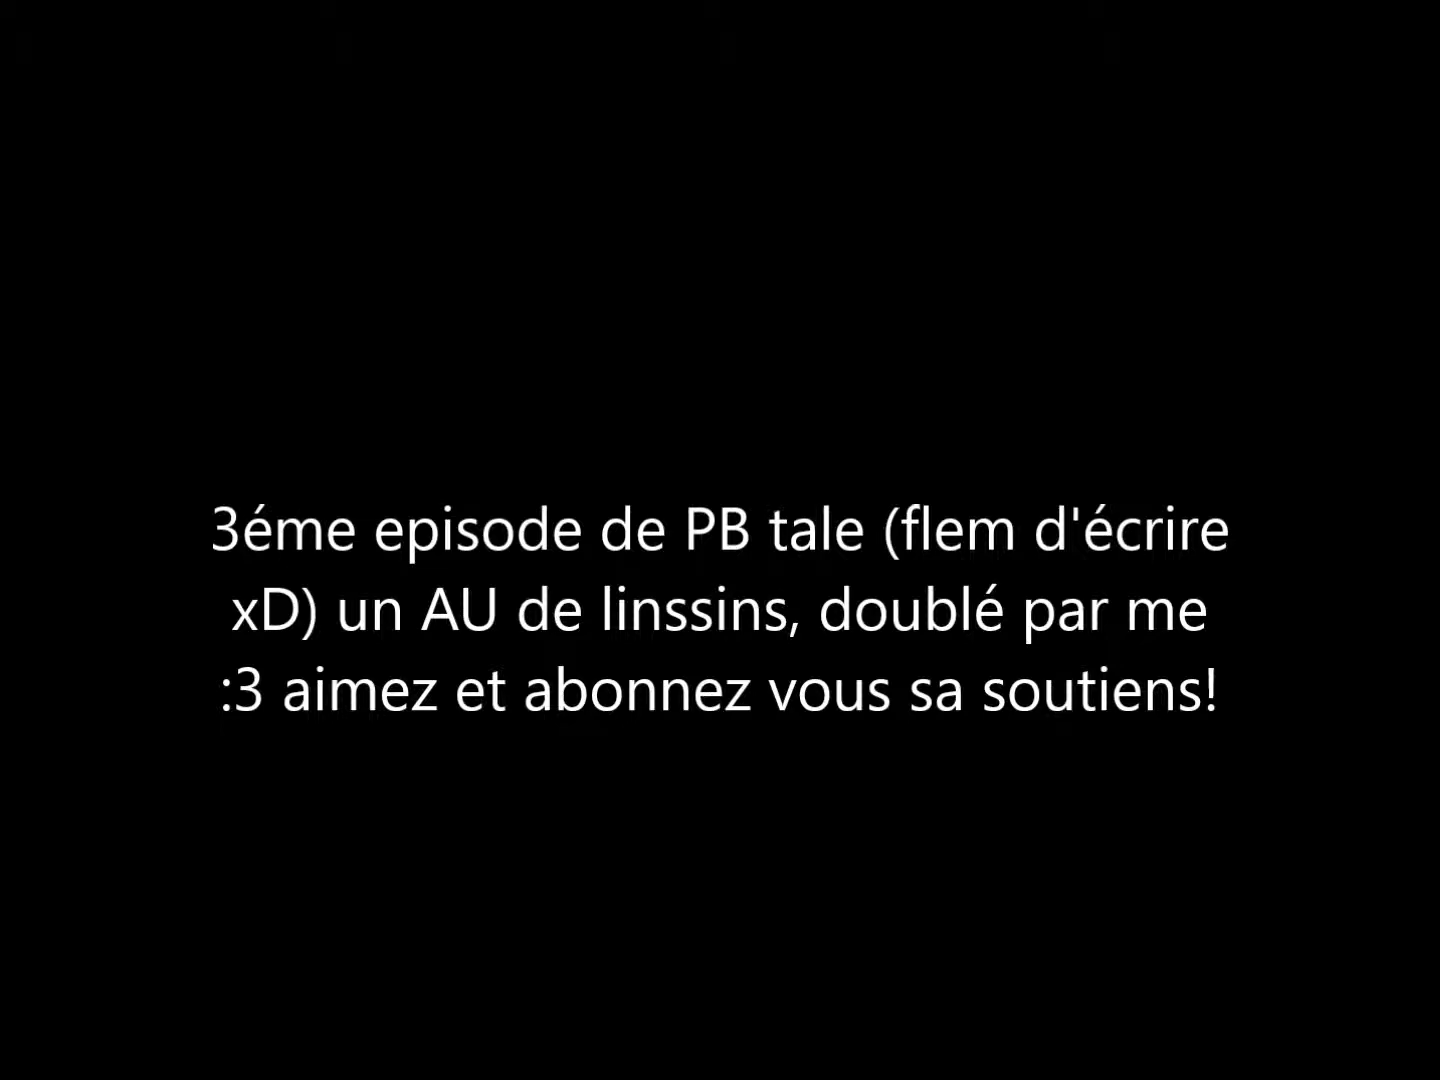 3éme episode de PB tale (flem d'écrire
xD) un AU de linssins, doublé par me
:3 aimez et abonnez vous sa soutiens!